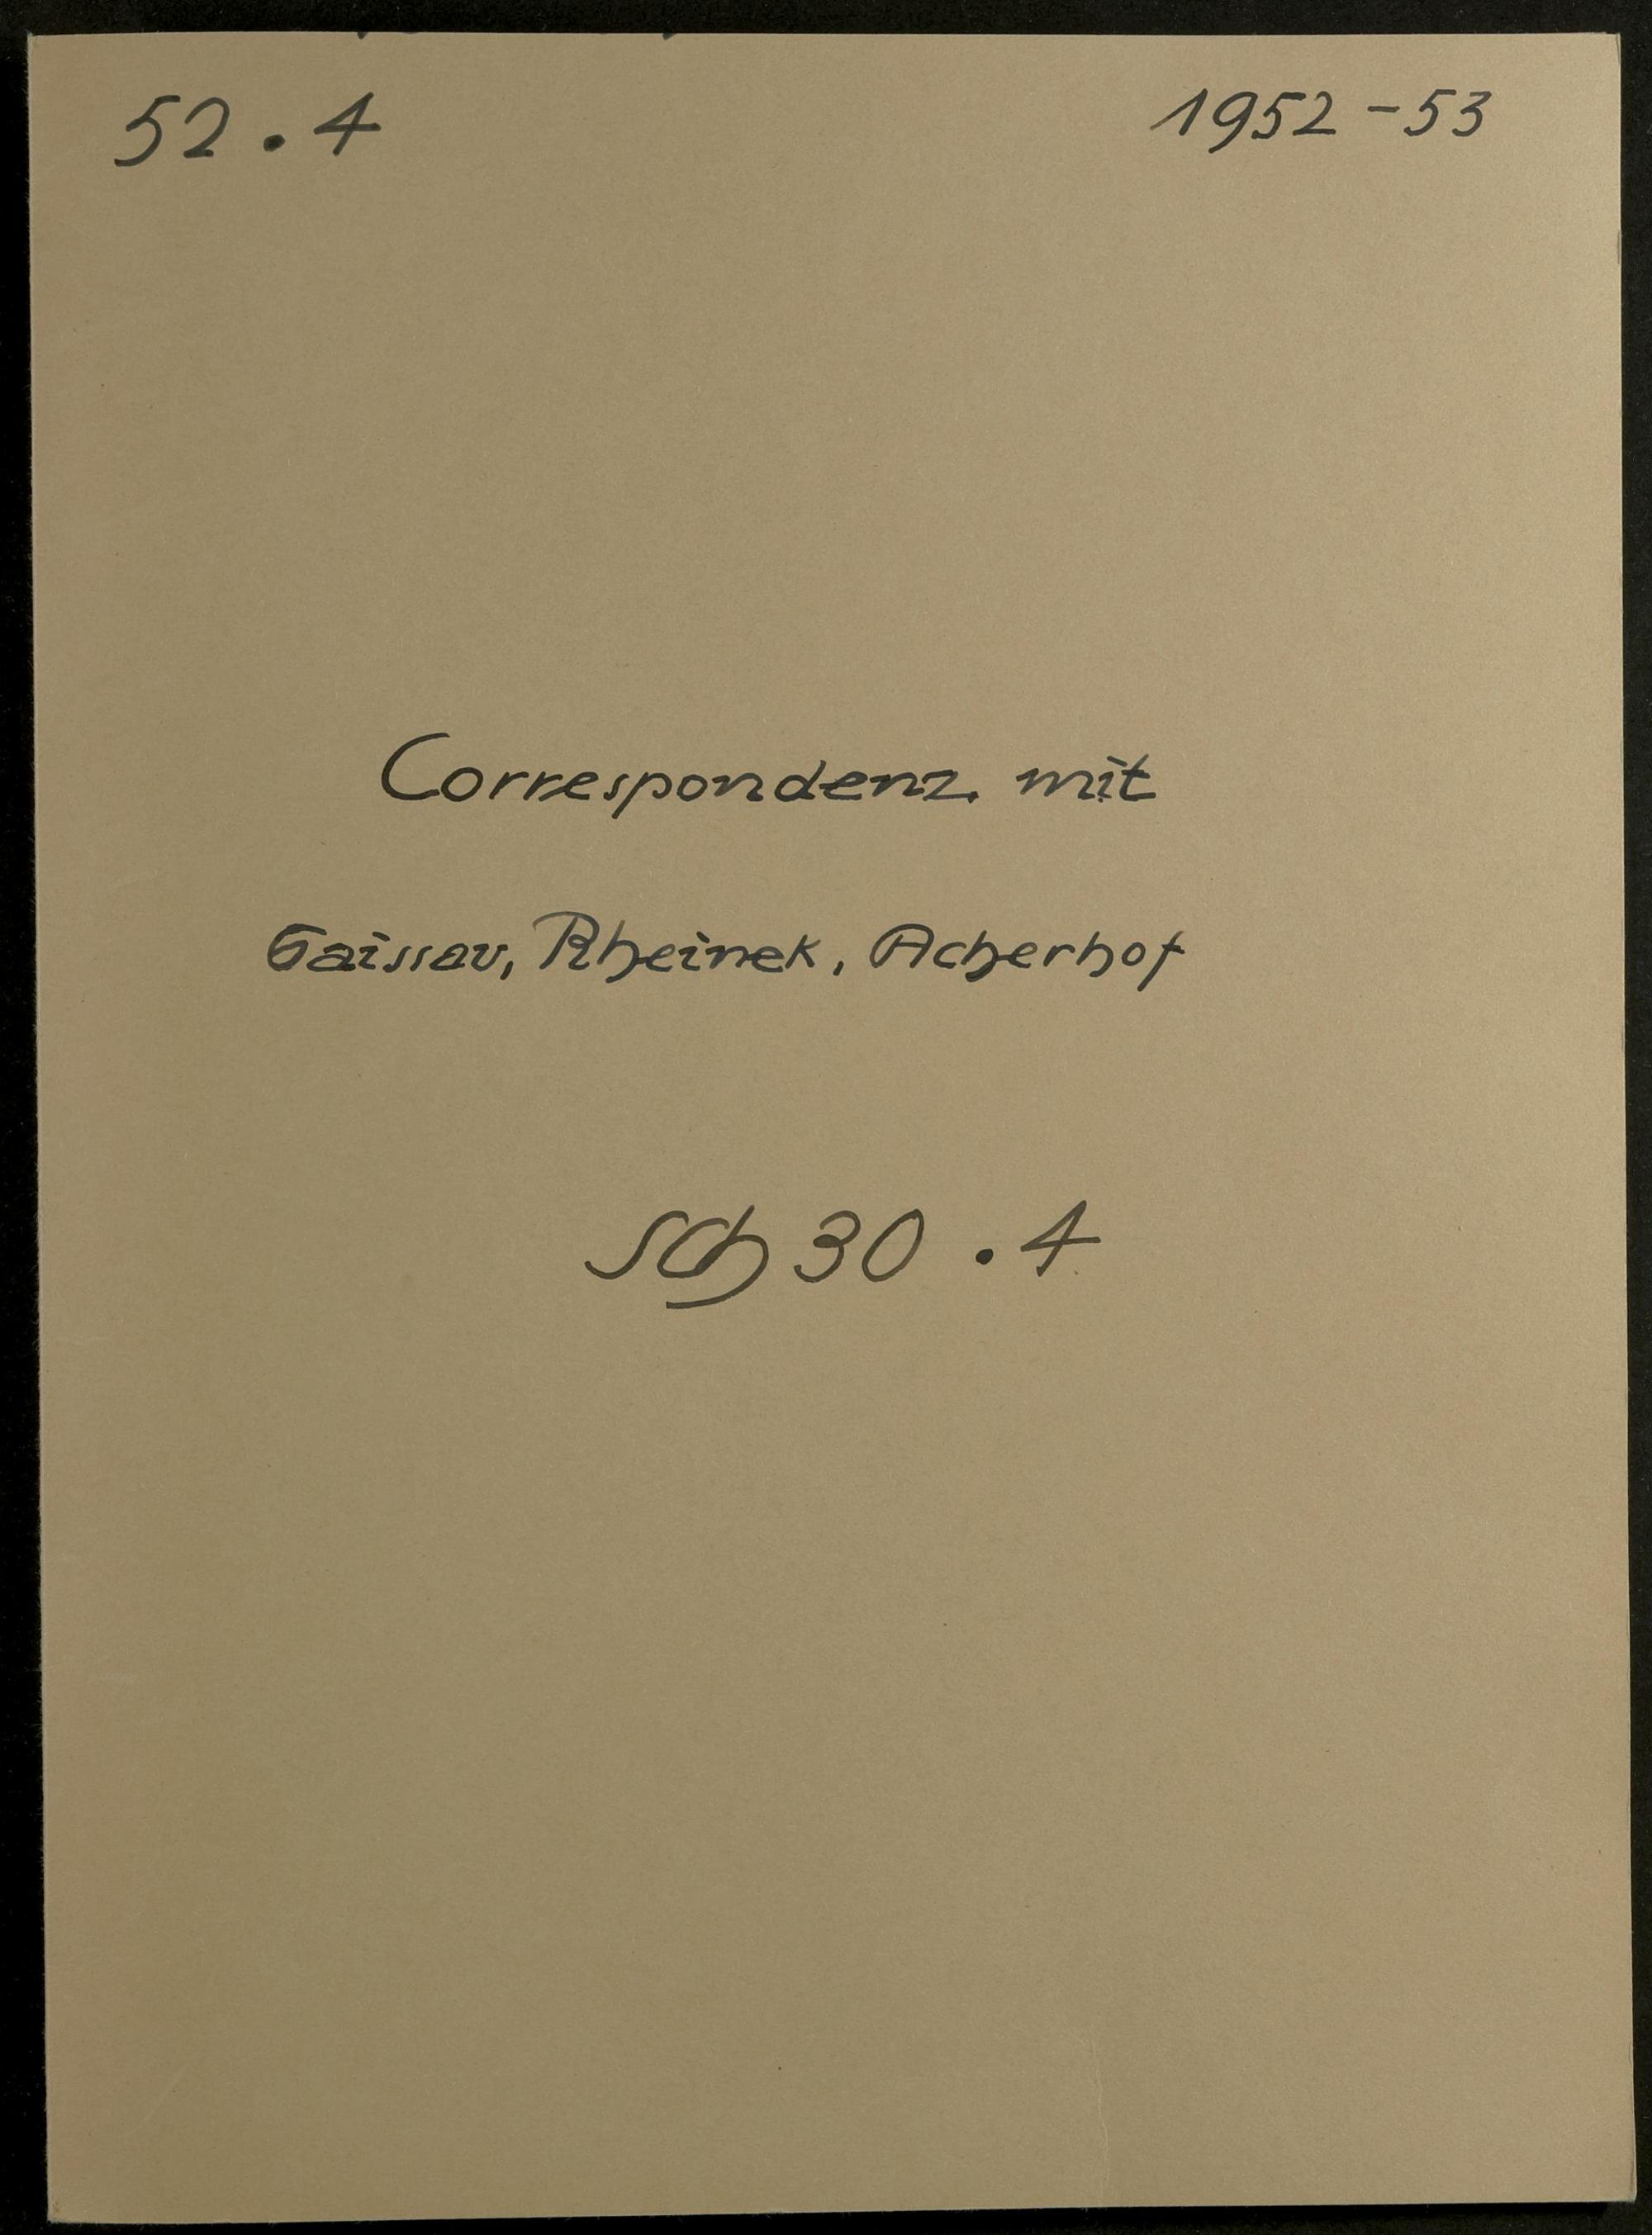 52.4
1952-53
Correspondenz mit
Gaissau, Rheinek, Acherhof
Sch 30.4